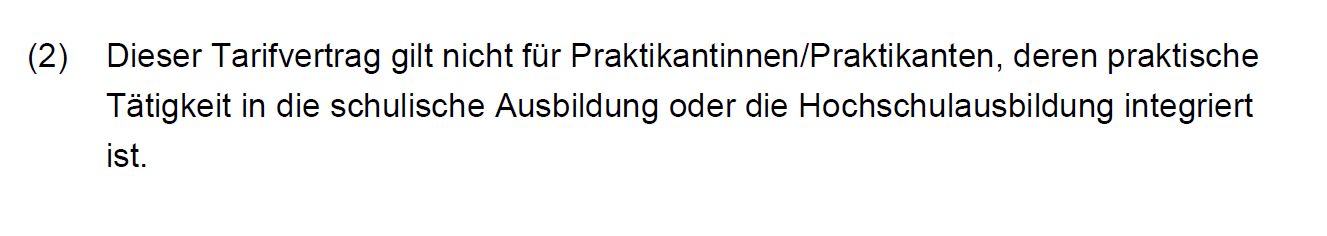 (2) Dieser Tarifvertrag gilt nicht für Praktikantinnen/Praktikanten, deren praktische
Tätigkeit in die schulische Ausbildung oder die Hochschulausbildung integriert
ist.